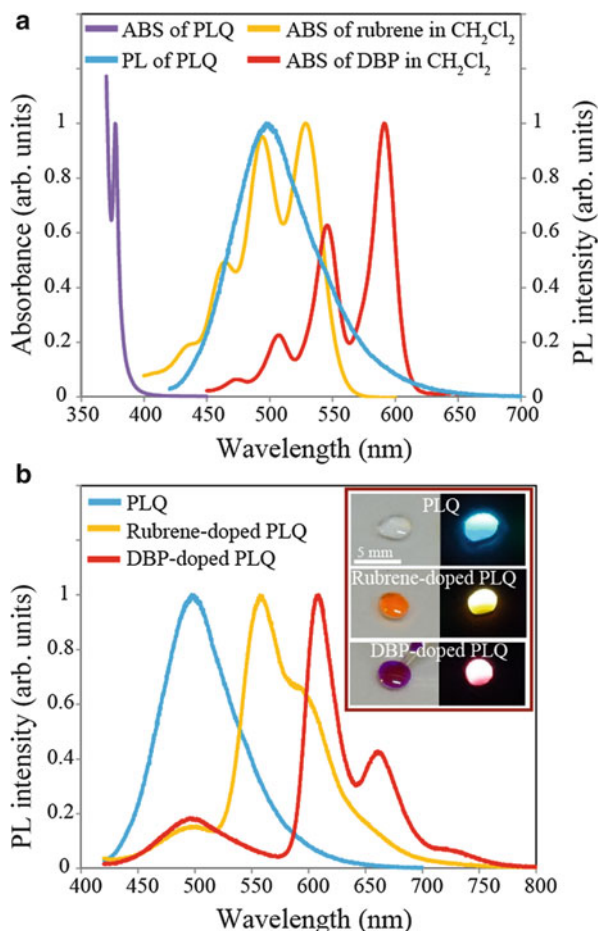 a
ABS of PLQ
ABS of rubrene in CH₂Cl₂
PL of PLQ
ABS of DBP in CH₂Cl₂
Absorbance (arb. units)
PL intensity (arb. units)
1
0.8
0.6
0.4
0.2
0
1
0.8
0.6
0.4
0.2
0
350 400 450 500 550 600 650 700
Wavelength (nm)
b
PLQ
Rubrene-doped PLQ
DBP-doped PLQ
PLQ
5 mm
Rubrene-doped PLQ
DBP-doped PLQ
PL intensity (arb. units)
1
0.8
0.6
0.4
0.2
0
400 450 500 550 600 650 700 750 800
Wavelength (nm)